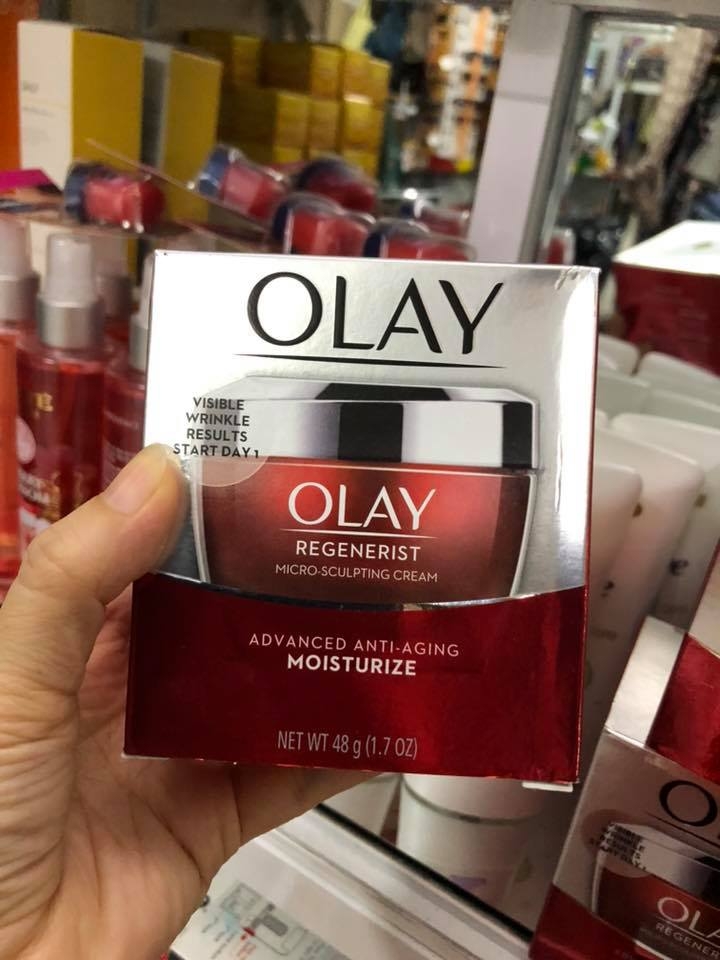 OLAY
VISIBLE
WRINKLE
RESULTS
START DAY 1
OLAY
REGENERIST
MICRO-SCULPTING CREAM
ADVANCED ANTI-AGING
MOISTURIZE
NET WT 48 g (1.7 OZ)